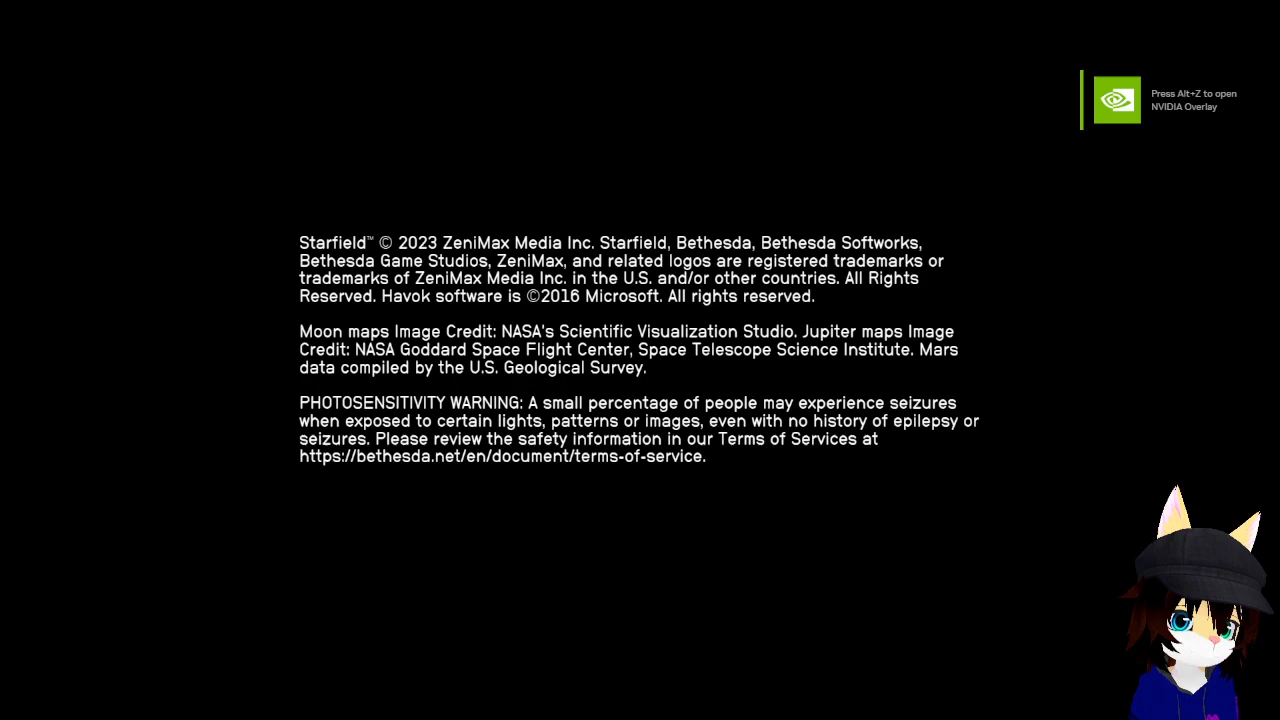 Press Alt+Z to open
NVIDIA Overlay
Starfield™ © 2023 ZeniMax Media Inc. Starfield, Bethesda, Bethesda Softworks,
Bethesda Game Studios, ZeniMax, and related logos are registered trademarks or
trademarks of ZeniMax Media Inc. in the U.S. and/or other countries. All Rights
Reserved. Havok software is ©2016 Microsoft. All rights reserved.
Moon maps Image Credit: NASA's Scientific Visualization Studio. Jupiter maps Image
Credit: NASA Goddard Space Flight Center, Space Telescope Science Institute. Mars
data compiled by the U.S. Geological Survey.
PHOTOSENSITIVITY WARNING: A small percentage of people may experience seizures
when exposed to certain lights, patterns or images, even with no history of epilepsy or
seizures. Please review the safety information in our Terms of Services at
https://bethesda.net/en/document/terms-of-service.